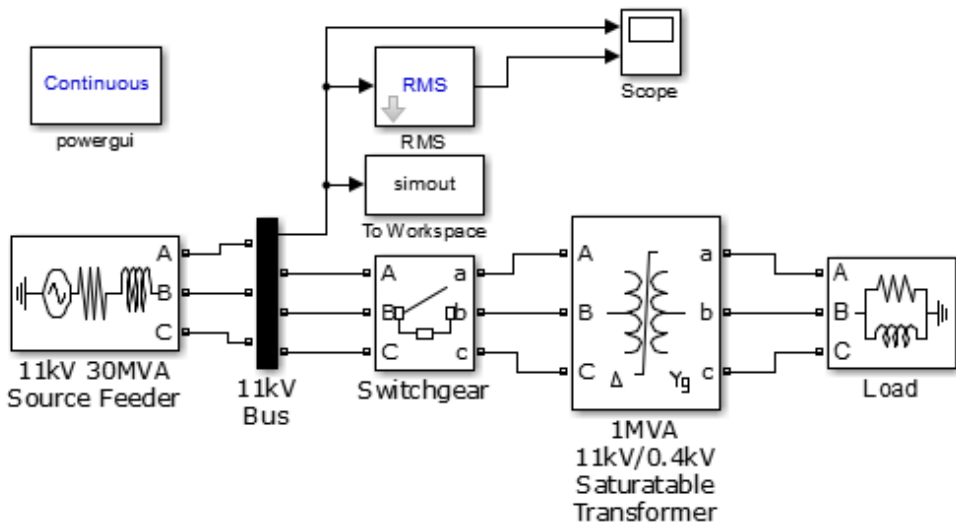 Continuous
powergui
RMS
RMS
Scope
simout
To Workspace
A
B
C
11kV 30MVA
Source Feeder
11kV
Bus
A
B
C
a
b
c
Switchgear
A
B
C
a
b
c
Δ
Yg
1MVA
11kV/0.4kV
Saturatable
Transformer
A
B
C
Load